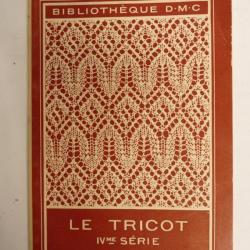 BIBLIOTHÈQUE D·M·C
LE TRICOT
IVME SÉRIE